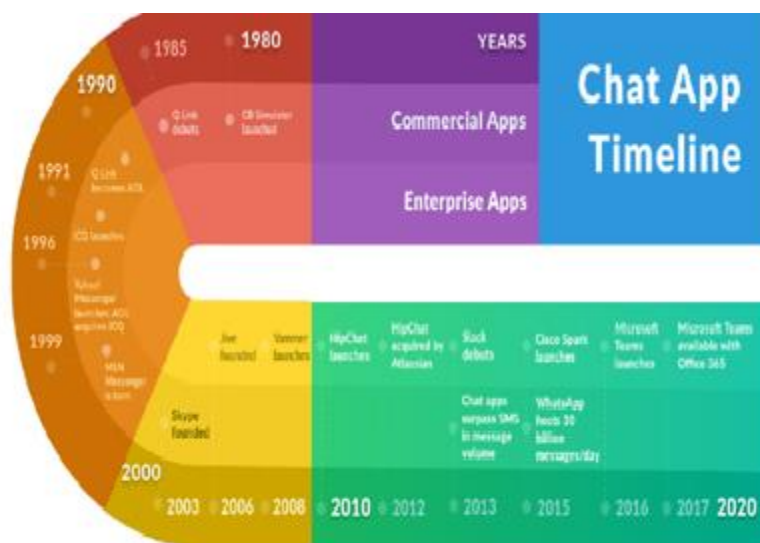 Chat App
Timeline
YEARS
Commercial Apps
Enterprise Apps
1980
CB Simulator
launched
1985
Q Link
debuts
1990
Q Link
becomes AOL
1991
ICQ launches
1996
Yahoo!
Messenger
launches, AOL
acquires ICQ
1999
MSN
Messenger
is born
2000
Skype
founded
2003
Jive
founded
2006
Yammer
launches
2008
HipChat
launches
2010
HipChat
acquired by
Atlassian
2012
Slack
debuts
Chat apps
surpass SMS
in message
volume
2013
Cisco Spark
launches
WhatsApp
hosts 30
billion
messages/day
2015
Microsoft
Teams
launches
2016
Microsoft Teams
available with
Office 365
2017
2020